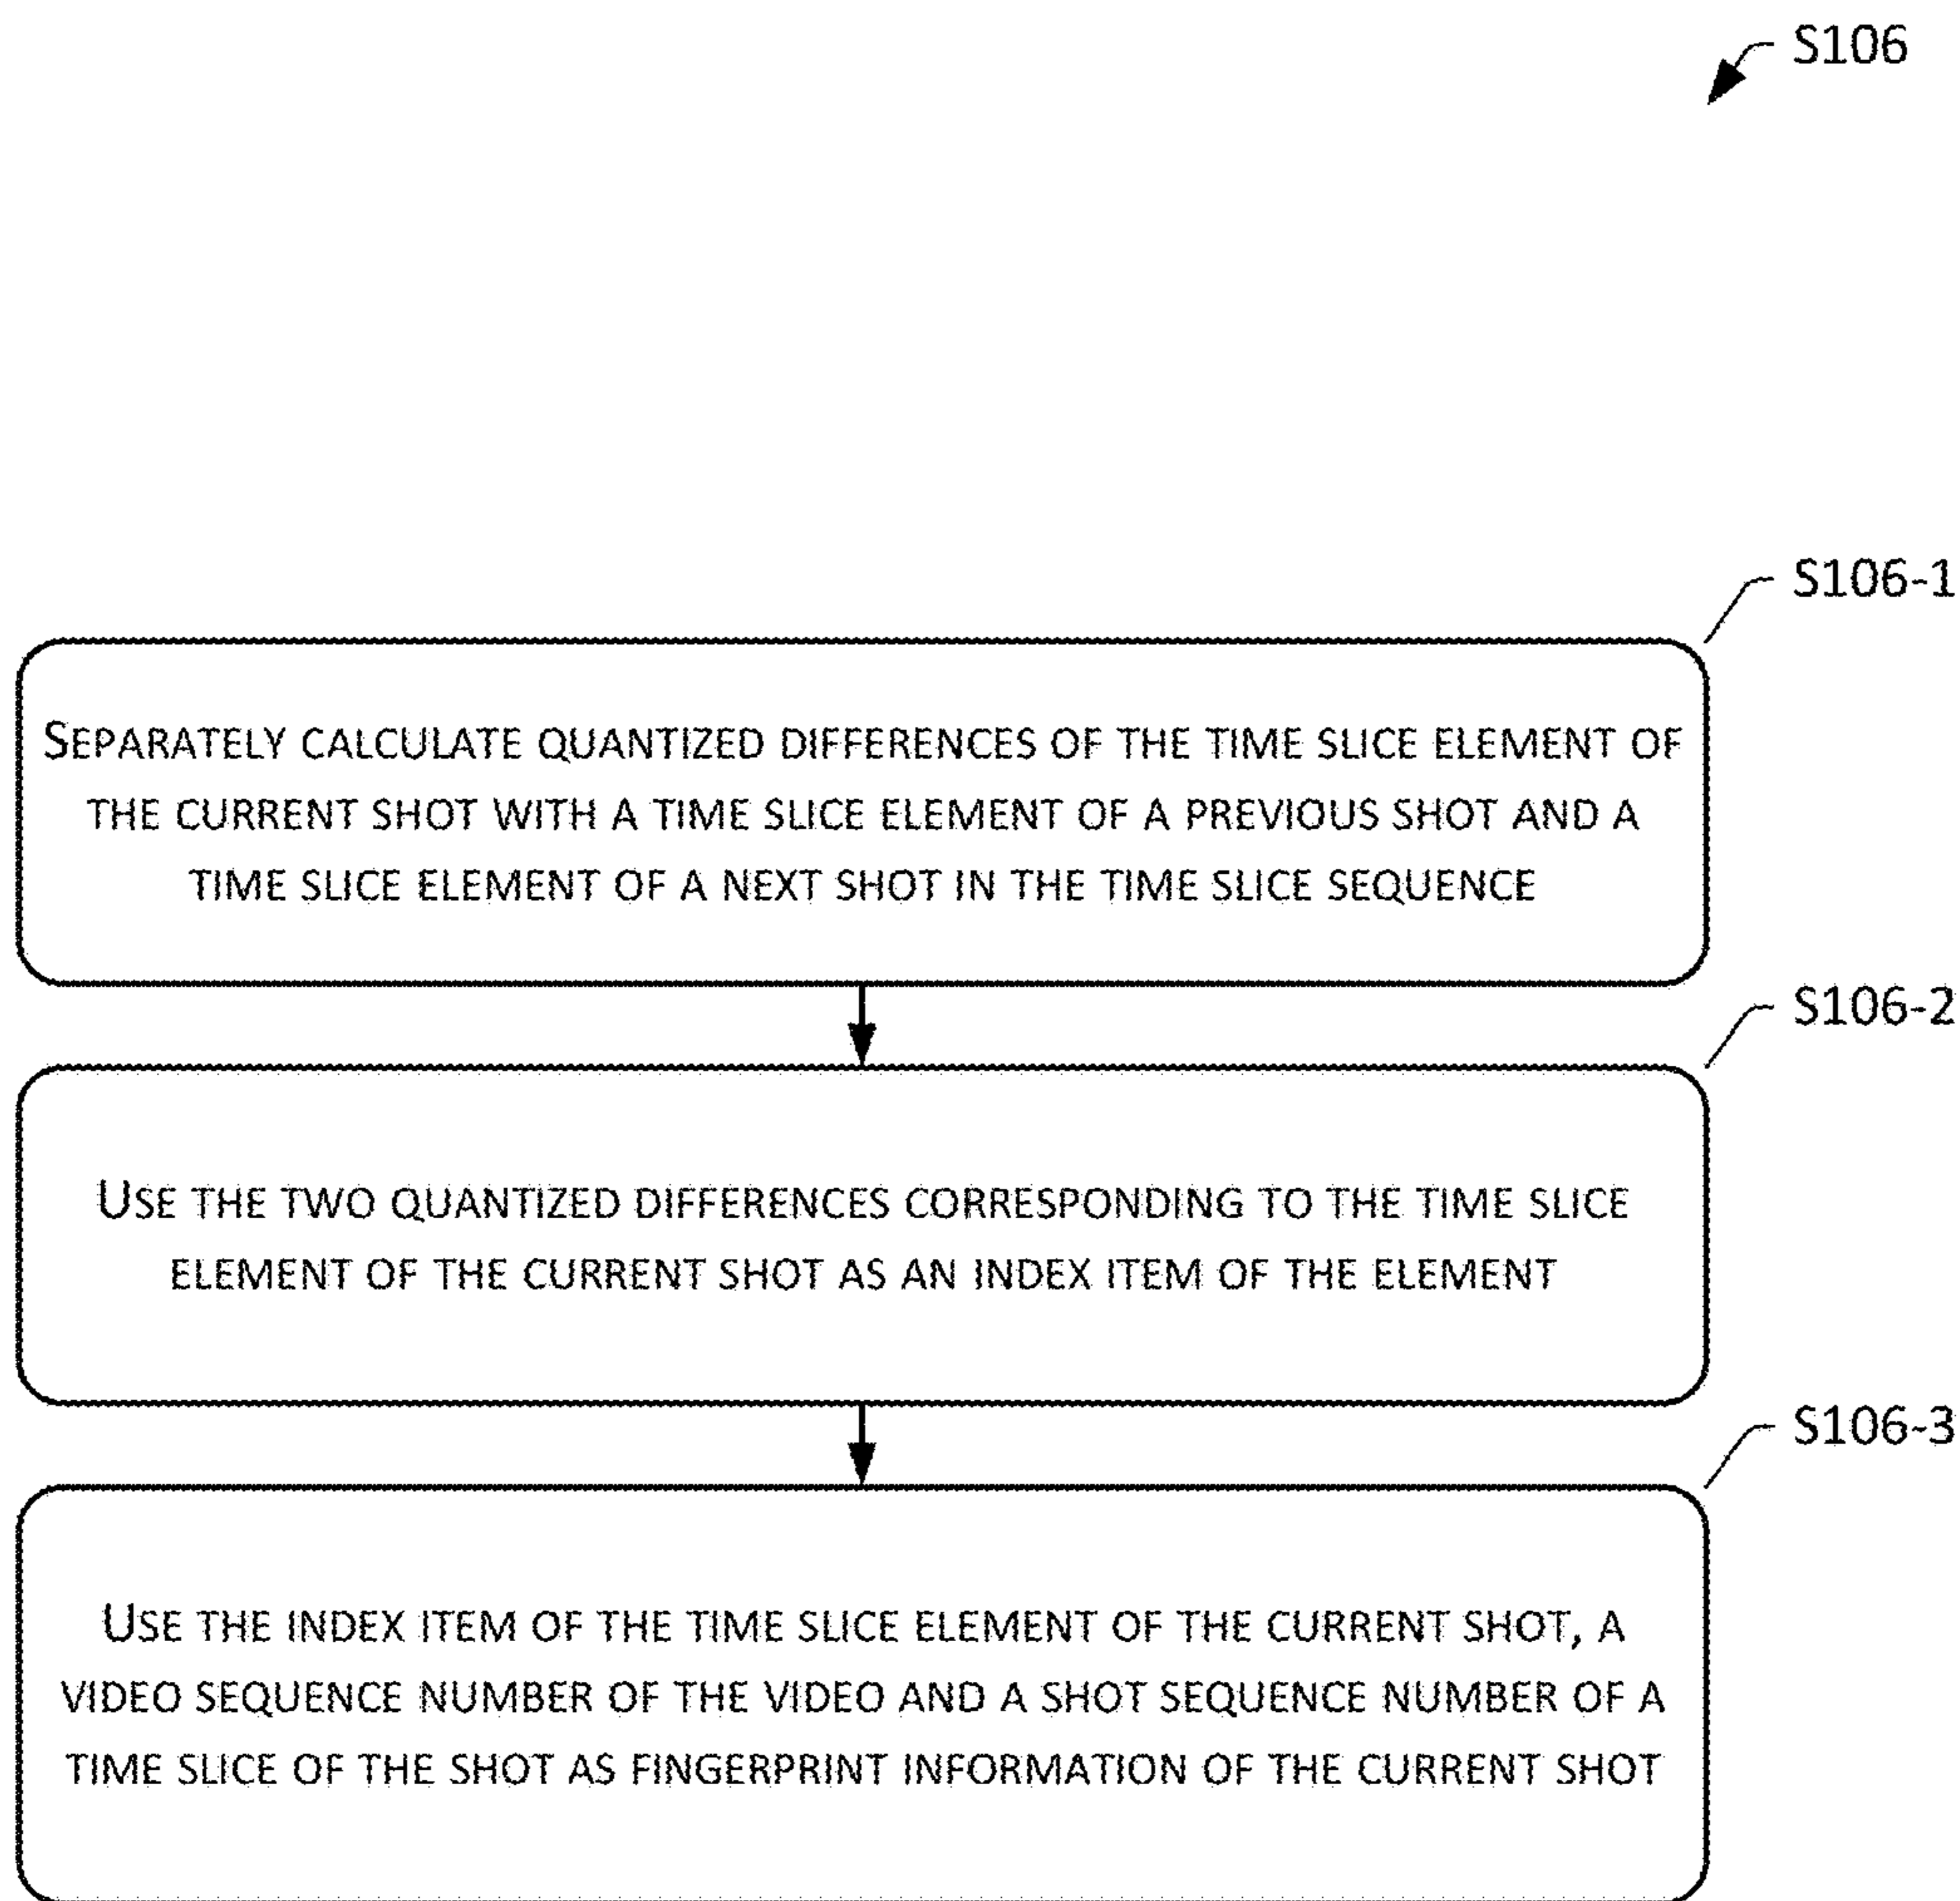 S106
S106-1
SEPARATELY CALCULATE QUANTIZED DIFFERENCES OF THE TIME SLICE ELEMENT OF
THE CURRENT SHOT WITH A TIME SLICE ELEMENT OF A PREVIOUS SHOT AND A
TIME SLICE ELEMENT OF A NEXT SHOT IN THE TIME SLICE SEQUENCE
S106-2
USE THE TWO QUANTIZED DIFFERENCES CORRESPONDING TO THE TIME SLICE
ELEMENT OF THE CURRENT SHOT AS AN INDEX ITEM OF THE ELEMENT
S106-3
USE THE INDEX ITEM OF THE TIME SLICE ELEMENT OF THE CURRENT SHOT, A
VIDEO SEQUENCE NUMBER OF THE VIDEO AND A SHOT SEQUENCE NUMBER OF A
TIME SLICE OF THE SHOT AS FINGERPRINT INFORMATION OF THE CURRENT SHOT